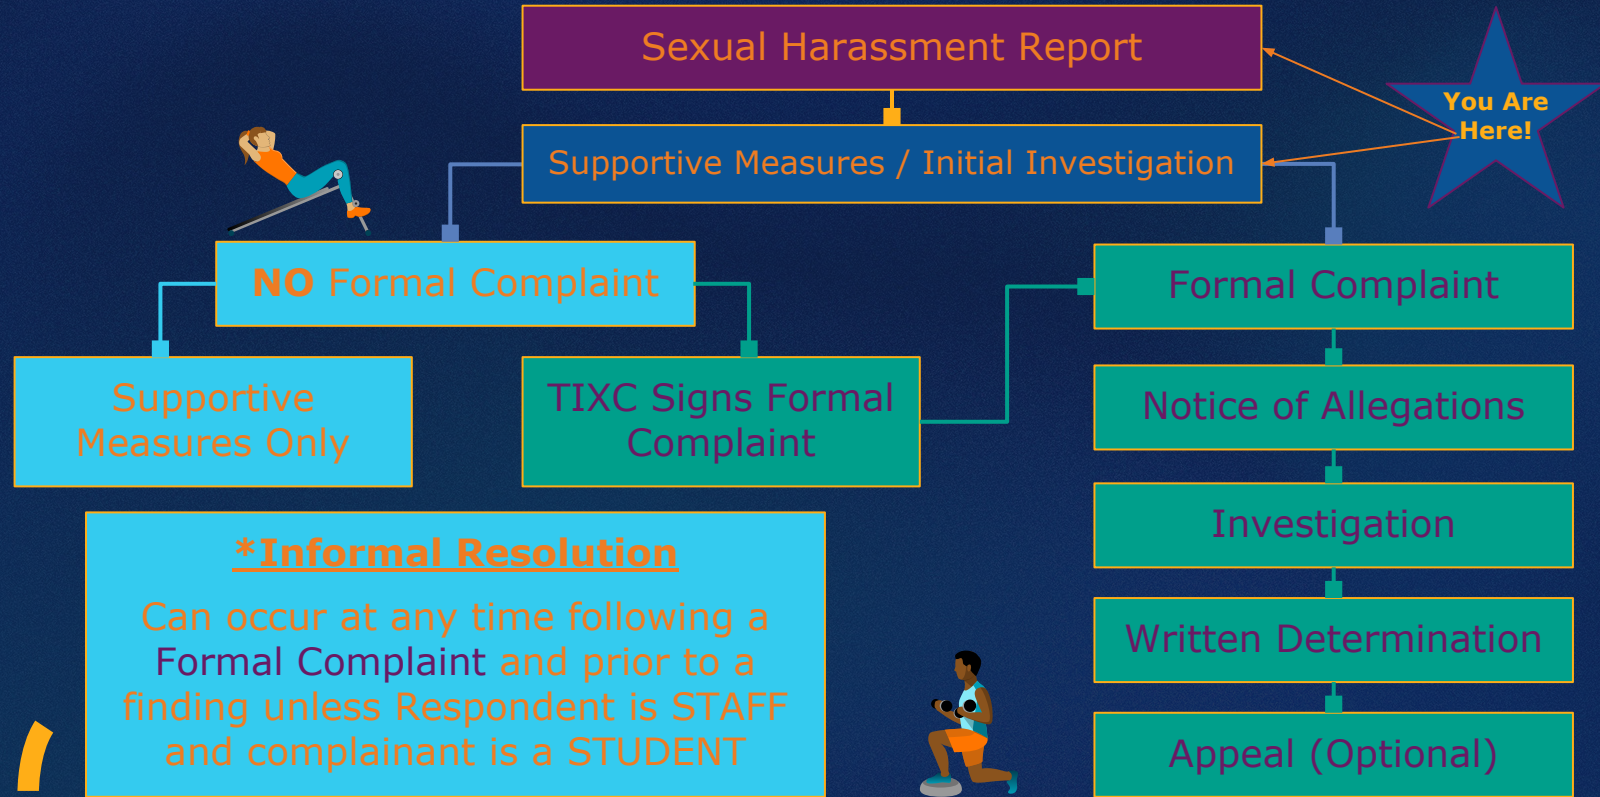 Sexual Harassment Report
You Are
Here!
Supportive Measures / Initial Investigation
NO Formal Complaint
Formal Complaint
Supportive
Measures Only
TIXC Signs Formal
Complaint
Notice of Allegations
Investigation
Written Determination
Appeal (Optional)
*Informal Resolution
Can occur at any time following a
Formal Complaint and prior to a
finding unless Respondent is STAFF
and complainant is a STUDENT